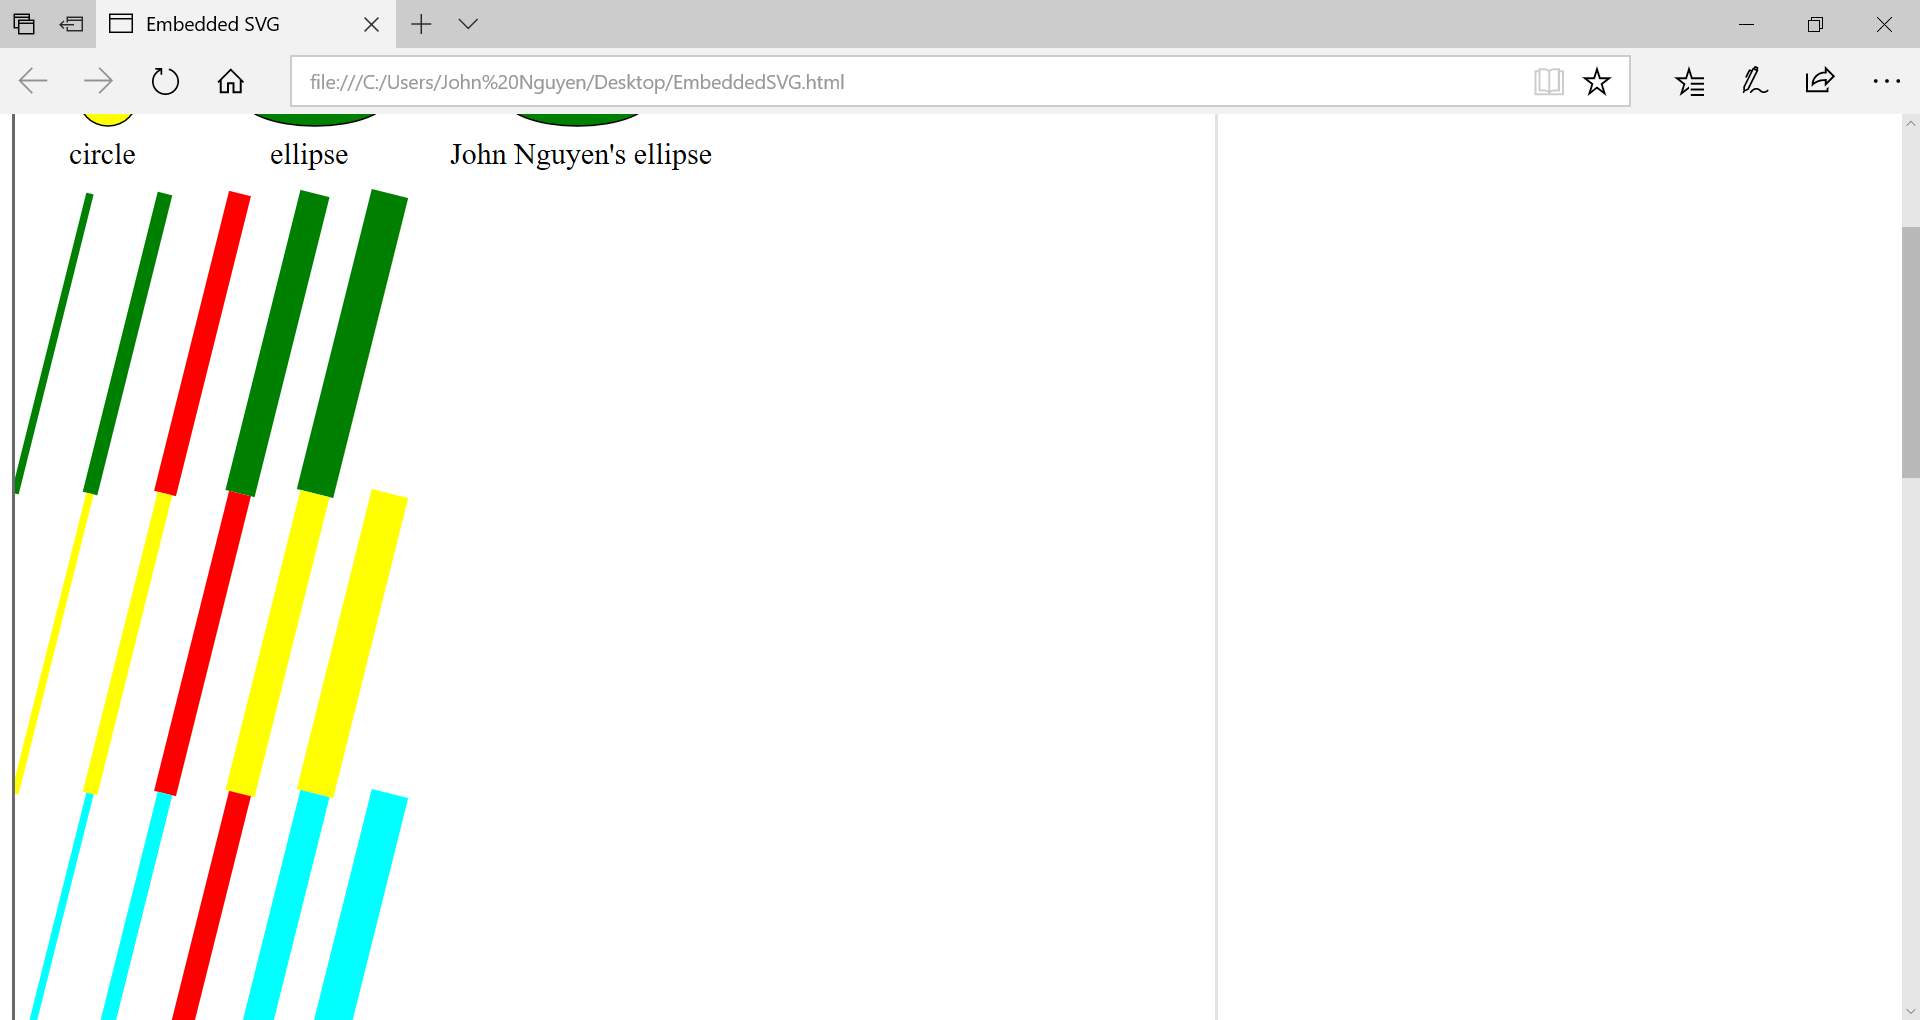 Embedded SVG
file:///C:/Users/John%20Nguyen/Desktop/EmbeddedSVG.html
circle ellipse John Nguyen's ellipse